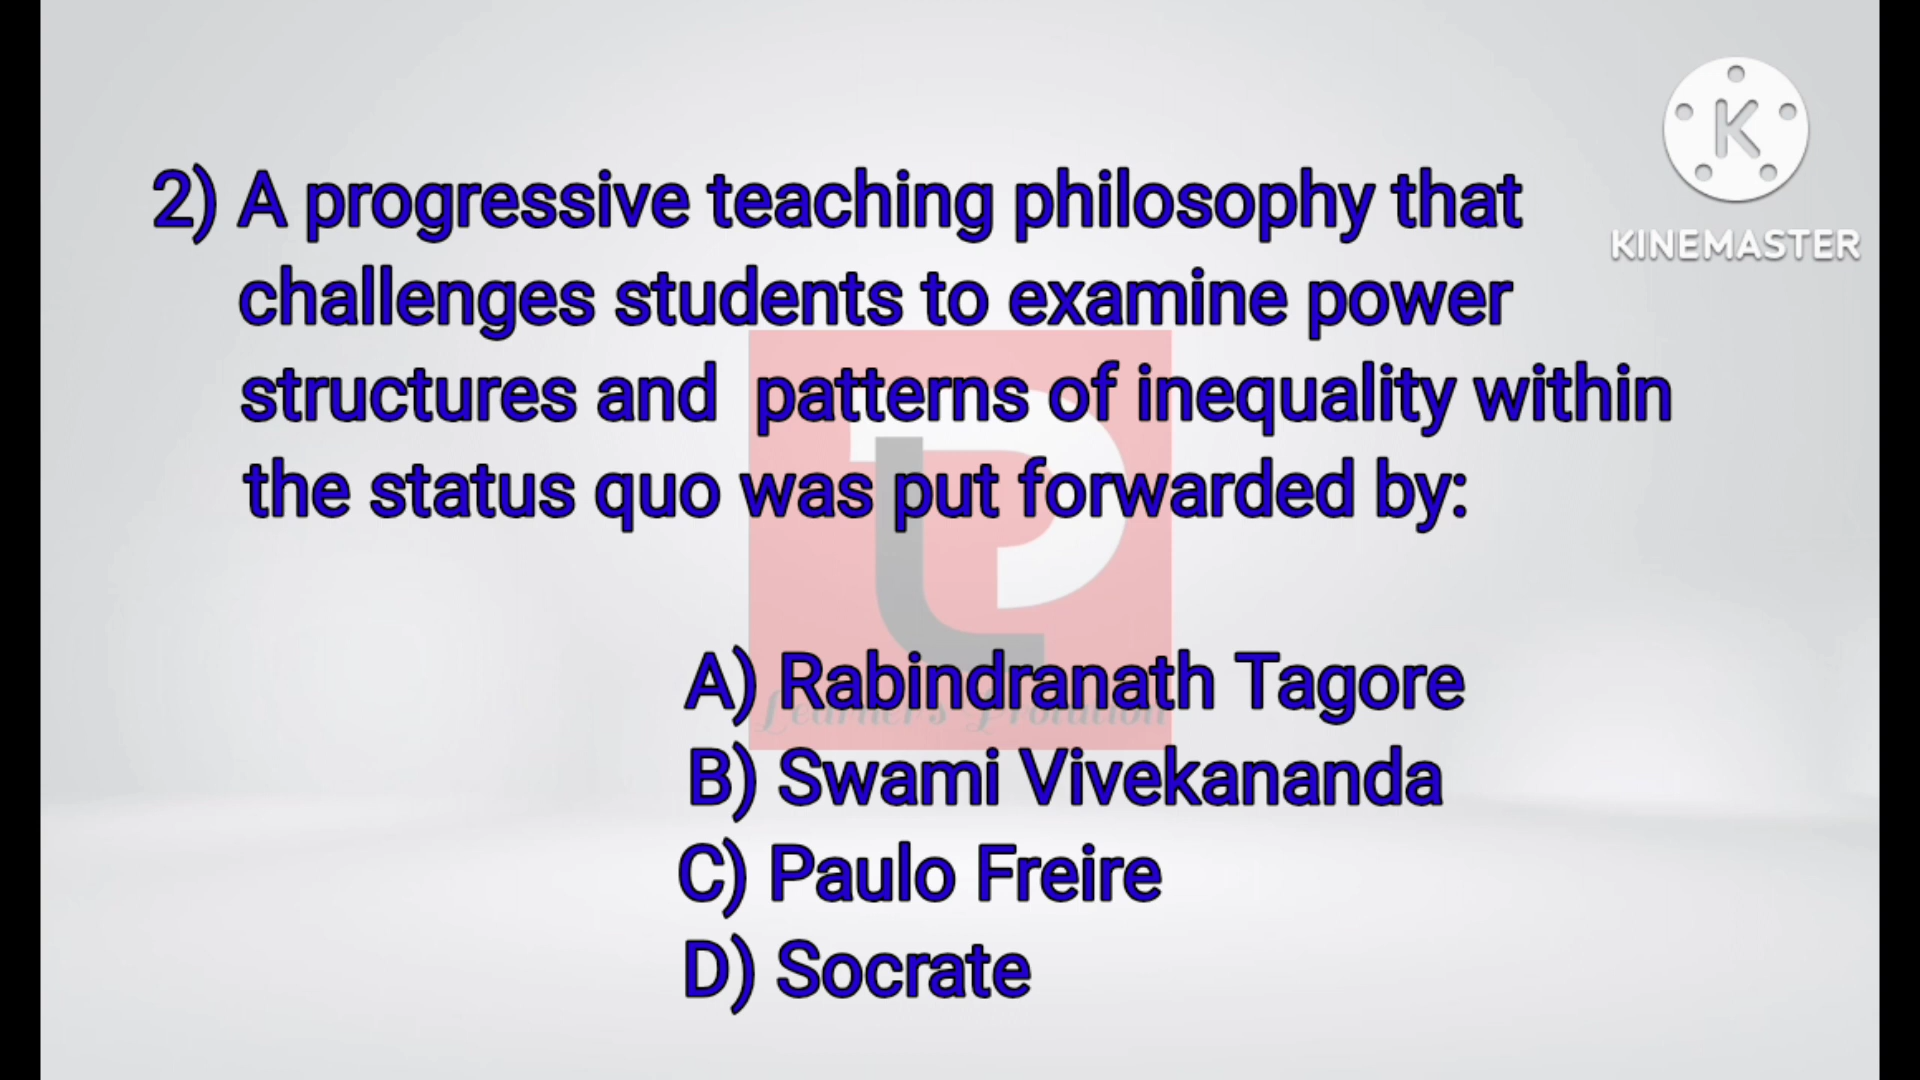 K
KINEMASTER
2) A progressive teaching philosophy that
challenges students to examine power
structures and patterns of inequality within
the status quo was put forwarded by:
A) Rabindranath Tagore
Learner's
B) Swami Vivekananda
C) Paulo Freire
D) Socrate